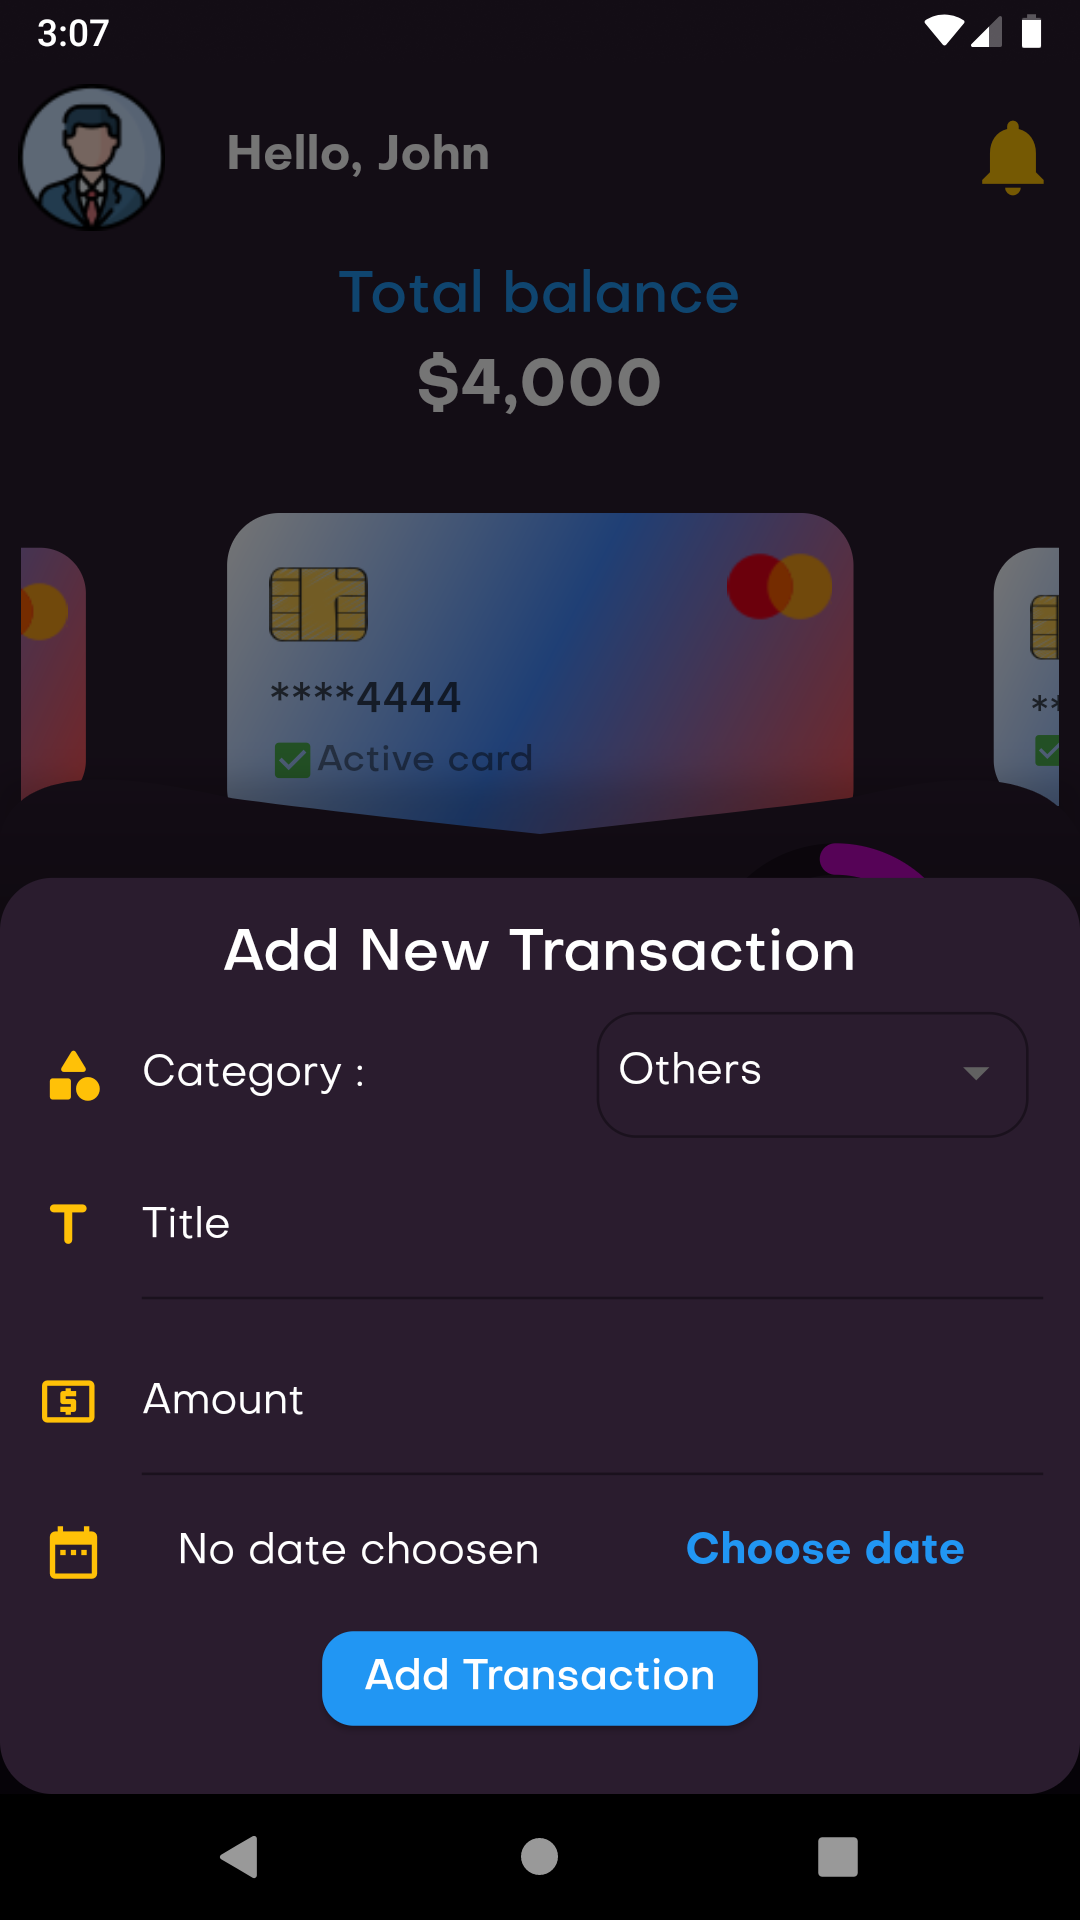 3:07
Hello, John
Total balance
$4,000
****4444
Active card
**
Add New Transaction
Category :
Others
Title
Amount
No date choosen
Choose date
Add Transaction